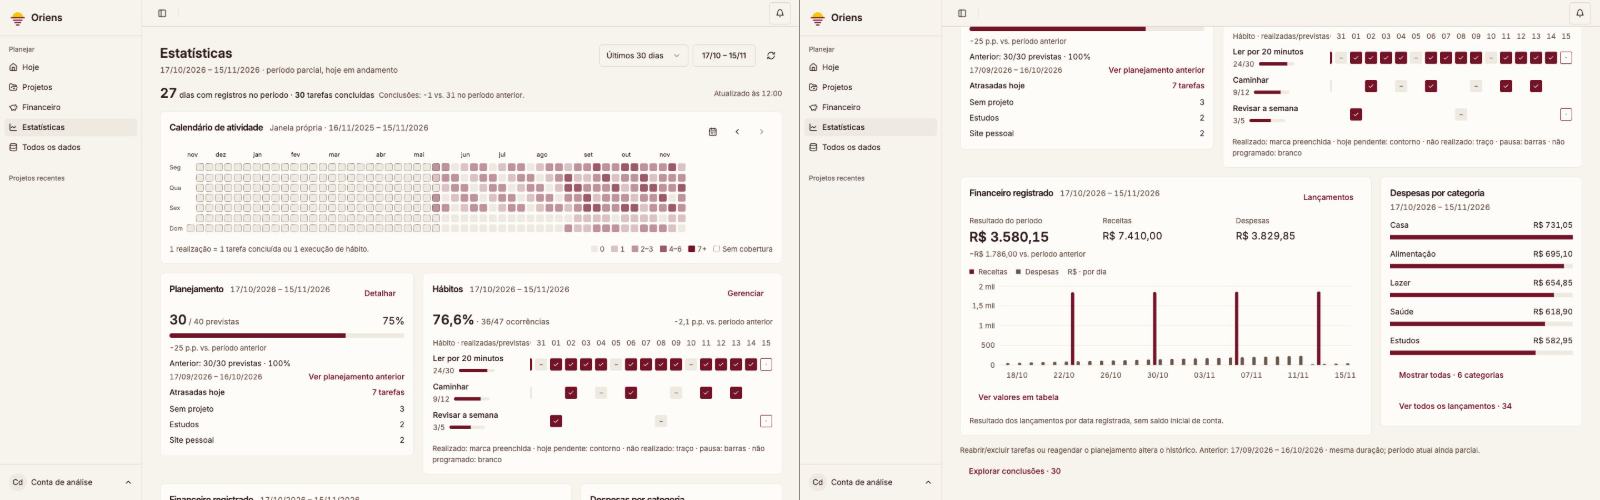 Oriens
Planejar
Hoje
Projetos
Financeiro
Estatísticas
Todos os dados
Projetos recentes
Cd Conta de análise
Estatísticas
17/10/2026 – 15/11/2026 · período parcial, hoje em andamento
Últimos 30 dias
17/10 – 15/11
27 dias com registros no período · 30 tarefas concluídas Conclusões: -1 vs. 31 no período anterior.
Atualizado às 12:00
Calendário de atividade Janela própria · 16/11/2025 – 15/11/2026
nov dez jan fev mar abr mai jun jul ago set out nov
Seg
Qua
Sex
Dom
1 realização = 1 tarefa concluída ou 1 execução de hábito.
0 1 2–3 4–6 7+ Sem cobertura
Planejamento 17/10/2026 – 15/11/2026
Detalhar
30 / 40 previstas 75%
-25 p.p. vs. período anterior
Anterior: 30/30 previstas · 100%
17/09/2026 – 16/10/2026 Ver planejamento anterior
Atrasadas hoje 7 tarefas
Sem projeto 3
Estudos 2
Site pessoal 2
Hábitos 17/10/2026 – 15/11/2026
Gerenciar
76,6% · 36/47 ocorrências -2,1 p.p. vs. período anterior
Hábito · realizadas/previstas 31 01 02 03 04 05 06 07 08 09 10 11 12 13 14 15
Ler por 20 minutos
24/30
Caminhar
9/12
Revisar a semana
3/5
Realizado: marca preenchida · hoje pendente: contorno · não realizado: traço · pausa: barras · não
programado: branco
Financeiro registrado 17/10/2026 – 15/11/2026
Despesas por categoria
Oriens
Planejar
Hoje
Projetos
Financeiro
Estatísticas
Todos os dados
Projetos recentes
Cd Conta de análise
-25 p.p. vs. período anterior
Anterior: 30/30 previstas · 100%
17/09/2026 – 16/10/2026 Ver planejamento anterior
Atrasadas hoje 7 tarefas
Sem projeto 3
Estudos 2
Site pessoal 2
Hábito · realizadas/previstas 31 01 02 03 04 05 06 07 08 09 10 11 12 13 14 15
Ler por 20 minutos
24/30
Caminhar
9/12
Revisar a semana
3/5
Realizado: marca preenchida · hoje pendente: contorno · não realizado: traço · pausa: barras · não
programado: branco
Financeiro registrado 17/10/2026 – 15/11/2026
Lançamentos
Resultado do período Receitas Despesas
R$ 3.580,15 R$ 7.410,00 R$ 3.829,85
-R$ 1.786,00 vs. período anterior
Receitas Despesas R$ · por dia
2 mil
1,5 mil
1 mil
500
0
18/10 22/10 26/10 30/10 03/11 07/11 11/11 15/11
Ver valores em tabela
Resultado dos lançamentos por data registrada, sem saldo inicial de conta.
Despesas por categoria
17/10/2026 – 15/11/2026
Casa R$ 731,05
Alimentação R$ 695,10
Lazer R$ 654,85
Saúde R$ 618,90
Estudos R$ 582,95
Mostrar todas · 6 categorias
Ver todos os lançamentos · 34
Reabrir/excluir tarefas ou reagendar o planejamento altera o histórico. Anterior: 17/09/2026 – 16/10/2026 · mesma duração; período atual ainda parcial.
Explorar conclusões · 30